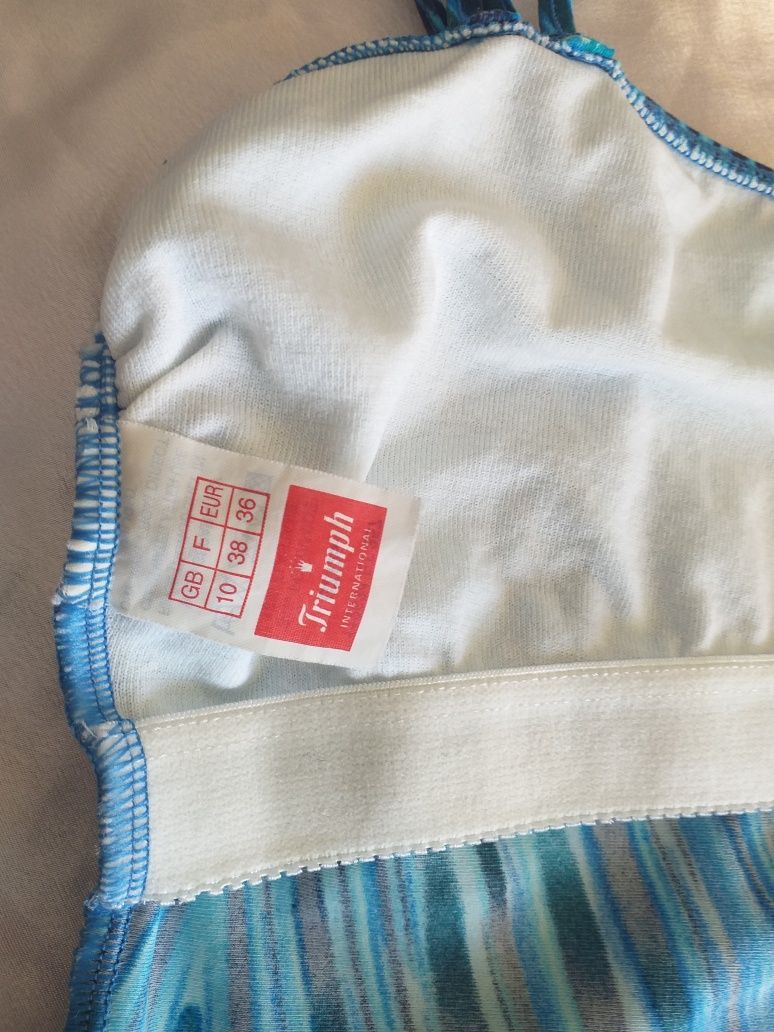 GB F EUR
10 38 36
Triumph
INTERNATIONAL